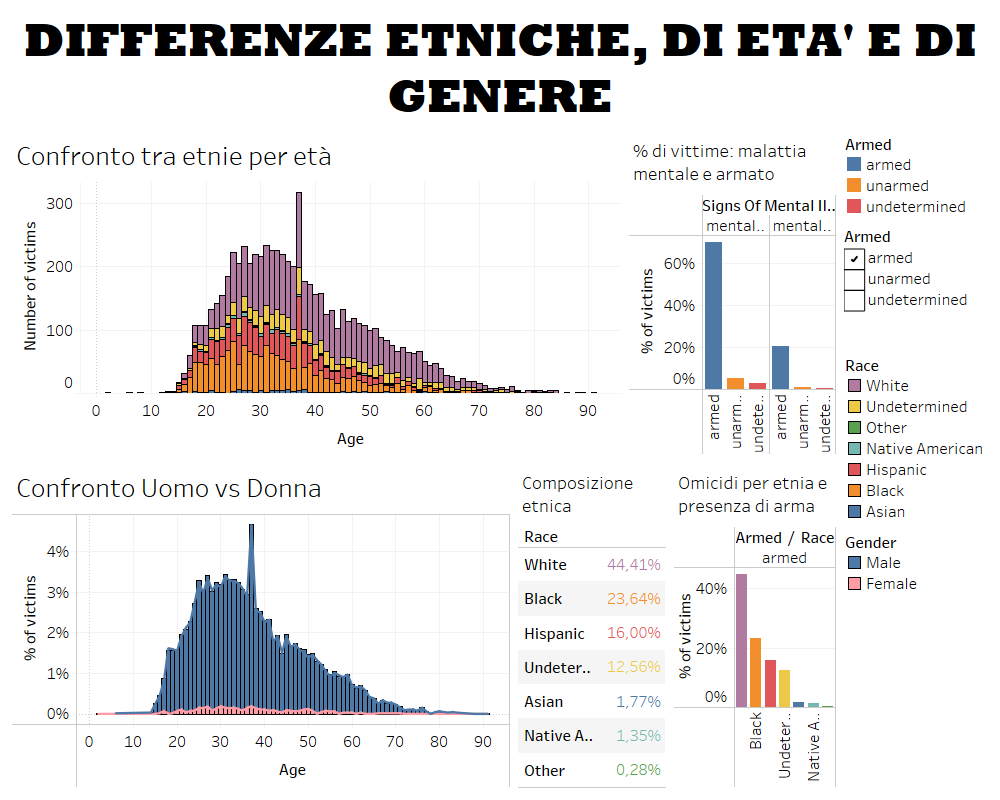 DIFFERENZE ETNICHE, DI ETA' E DI
GENERE
Confronto tra etnie per età
Number of victims
300
200
100
0
0 10 20 30 40 50 60 70 80 90
Age
% di vittime: malattia
mentale e armato
Signs Of Mental Il..
mental.. mental..
% of victims
60%
40%
20%
0%
armed unarm.. undete.. armed unarm.. undete..
Armed
armed
unarmed
undetermined
Armed
armed
unarmed
undetermined
Race
White
Undetermined
Other
Native American
Hispanic
Black
Asian
Gender
Male
Female
Confronto Uomo vs Donna
% of victims
4%
3%
2%
1%
0%
0 10 20 30 40 50 60 70 80 90
Age
Composizione
etnica
Race
White 44,41%
Black 23,64%
Hispanic 16,00%
Undeter.. 12,56%
Asian 1,77%
Native A.. 1,35%
Other 0,28%
Omicidi per etnia e
presenza di arma
Armed / Race
armed
% of victims
40%
20%
0%
Black Undeter.. Native A..